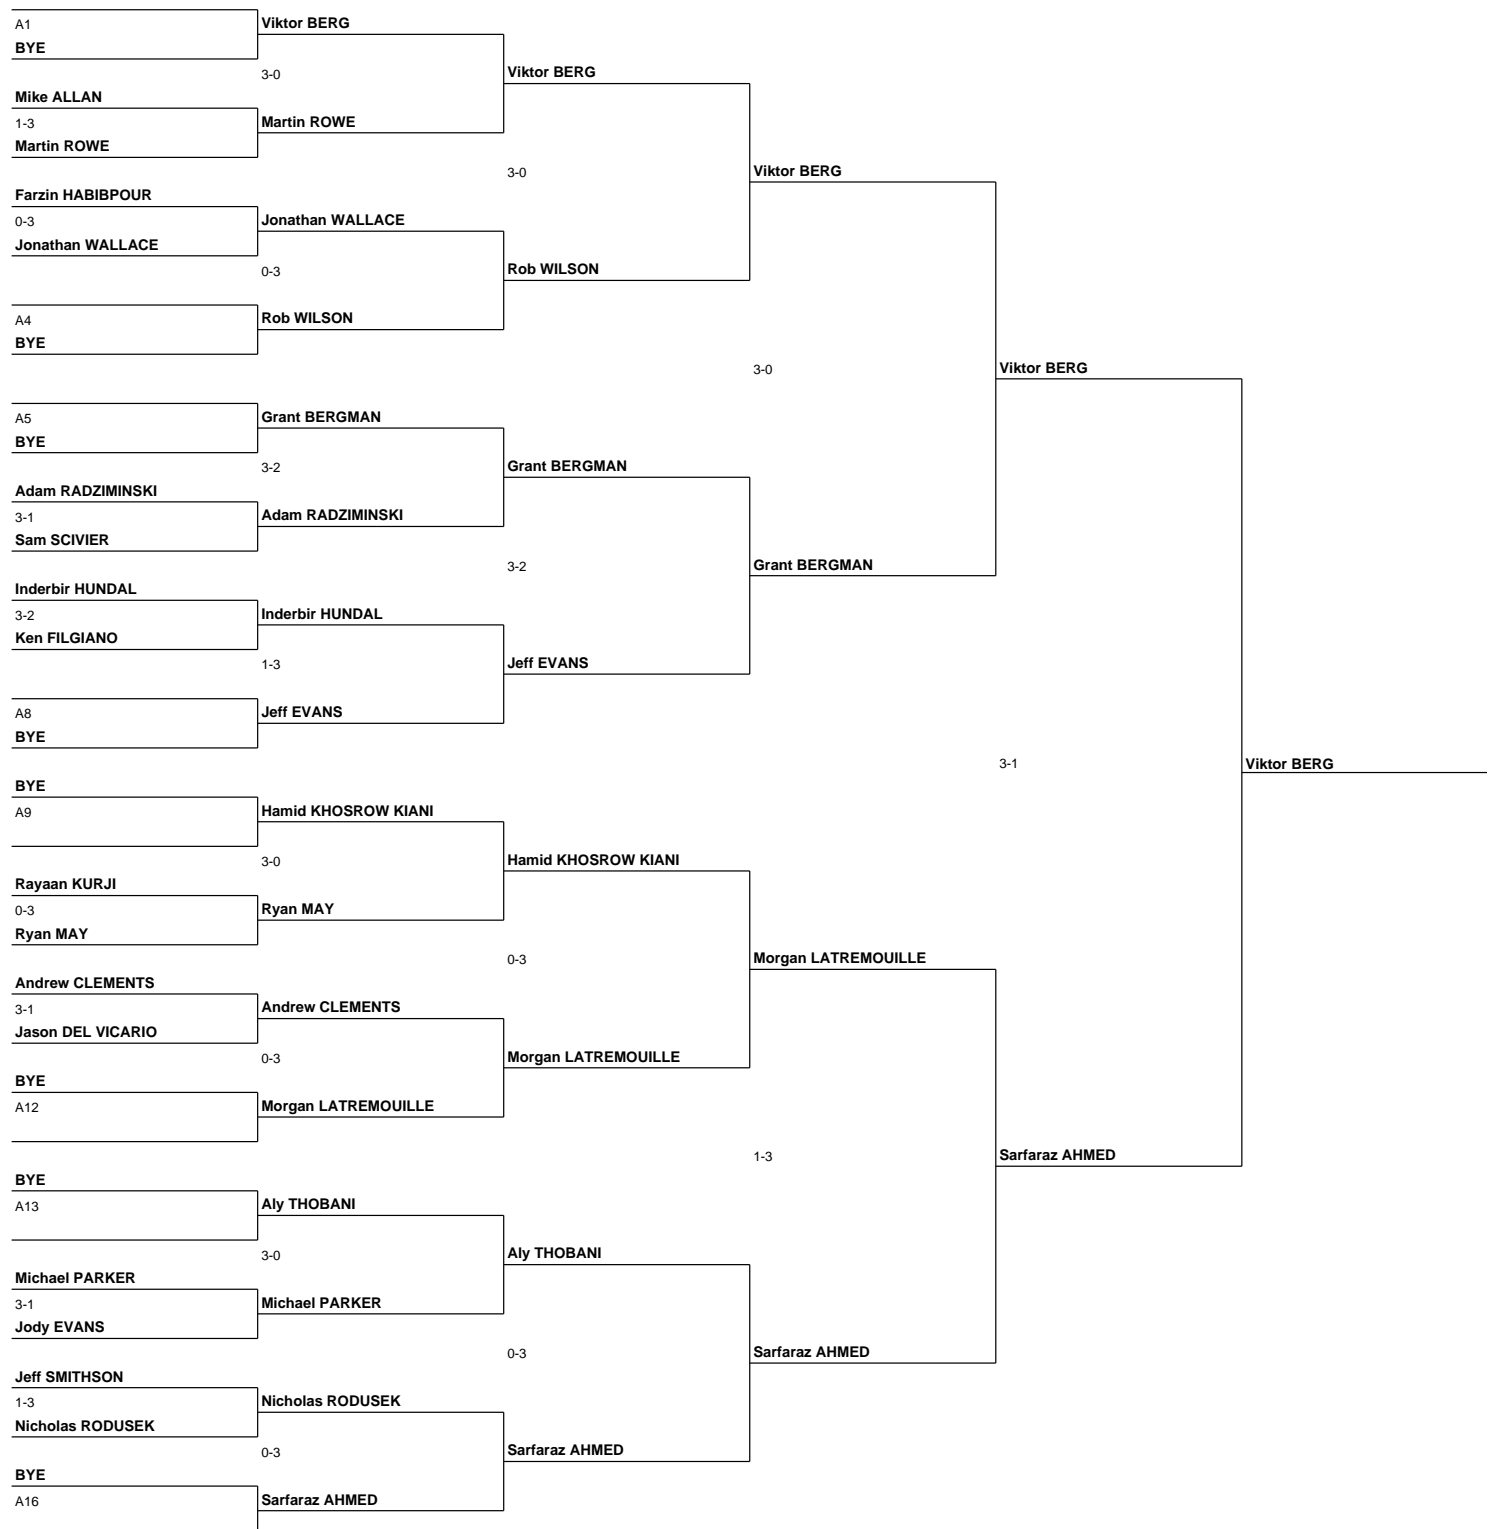 A1
BYE
Viktor BERG
3-0
Viktor BERG
Mike ALLAN
1-3
Martin ROWE
Martin ROWE
3-0
Viktor BERG
Farzin HABIBPOUR
0-3
Jonathan WALLACE
Jonathan WALLACE
0-3
Rob WILSON
A4
BYE
Rob WILSON
3-0
Viktor BERG
A5
BYE
Grant BERGMAN
3-2
Grant BERGMAN
Adam RADZIMINSKI
3-1
Sam SCIVIER
Adam RADZIMINSKI
3-2
Grant BERGMAN
Inderbir HUNDAL
3-2
Ken FILGIANO
Inderbir HUNDAL
1-3
Jeff EVANS
A8
BYE
Jeff EVANS
3-1
Viktor BERG
BYE
A9
Hamid KHOSROW KIANI
3-0
Hamid KHOSROW KIANI
Rayaan KURJI
0-3
Ryan MAY
Ryan MAY
0-3
Morgan LATREMOUILLE
Andrew CLEMENTS
3-1
Jason DEL VICARIO
Andrew CLEMENTS
0-3
Morgan LATREMOUILLE
BYE
A12
Morgan LATREMOUILLE
1-3
Sarfaraz AHMED
BYE
A13
Aly THOBANI
3-0
Aly THOBANI
Michael PARKER
3-1
Jody EVANS
Michael PARKER
0-3
Sarfaraz AHMED
Jeff SMITHSON
1-3
Nicholas RODUSEK
Nicholas RODUSEK
0-3
Sarfaraz AHMED
BYE
A16
Sarfaraz AHMED